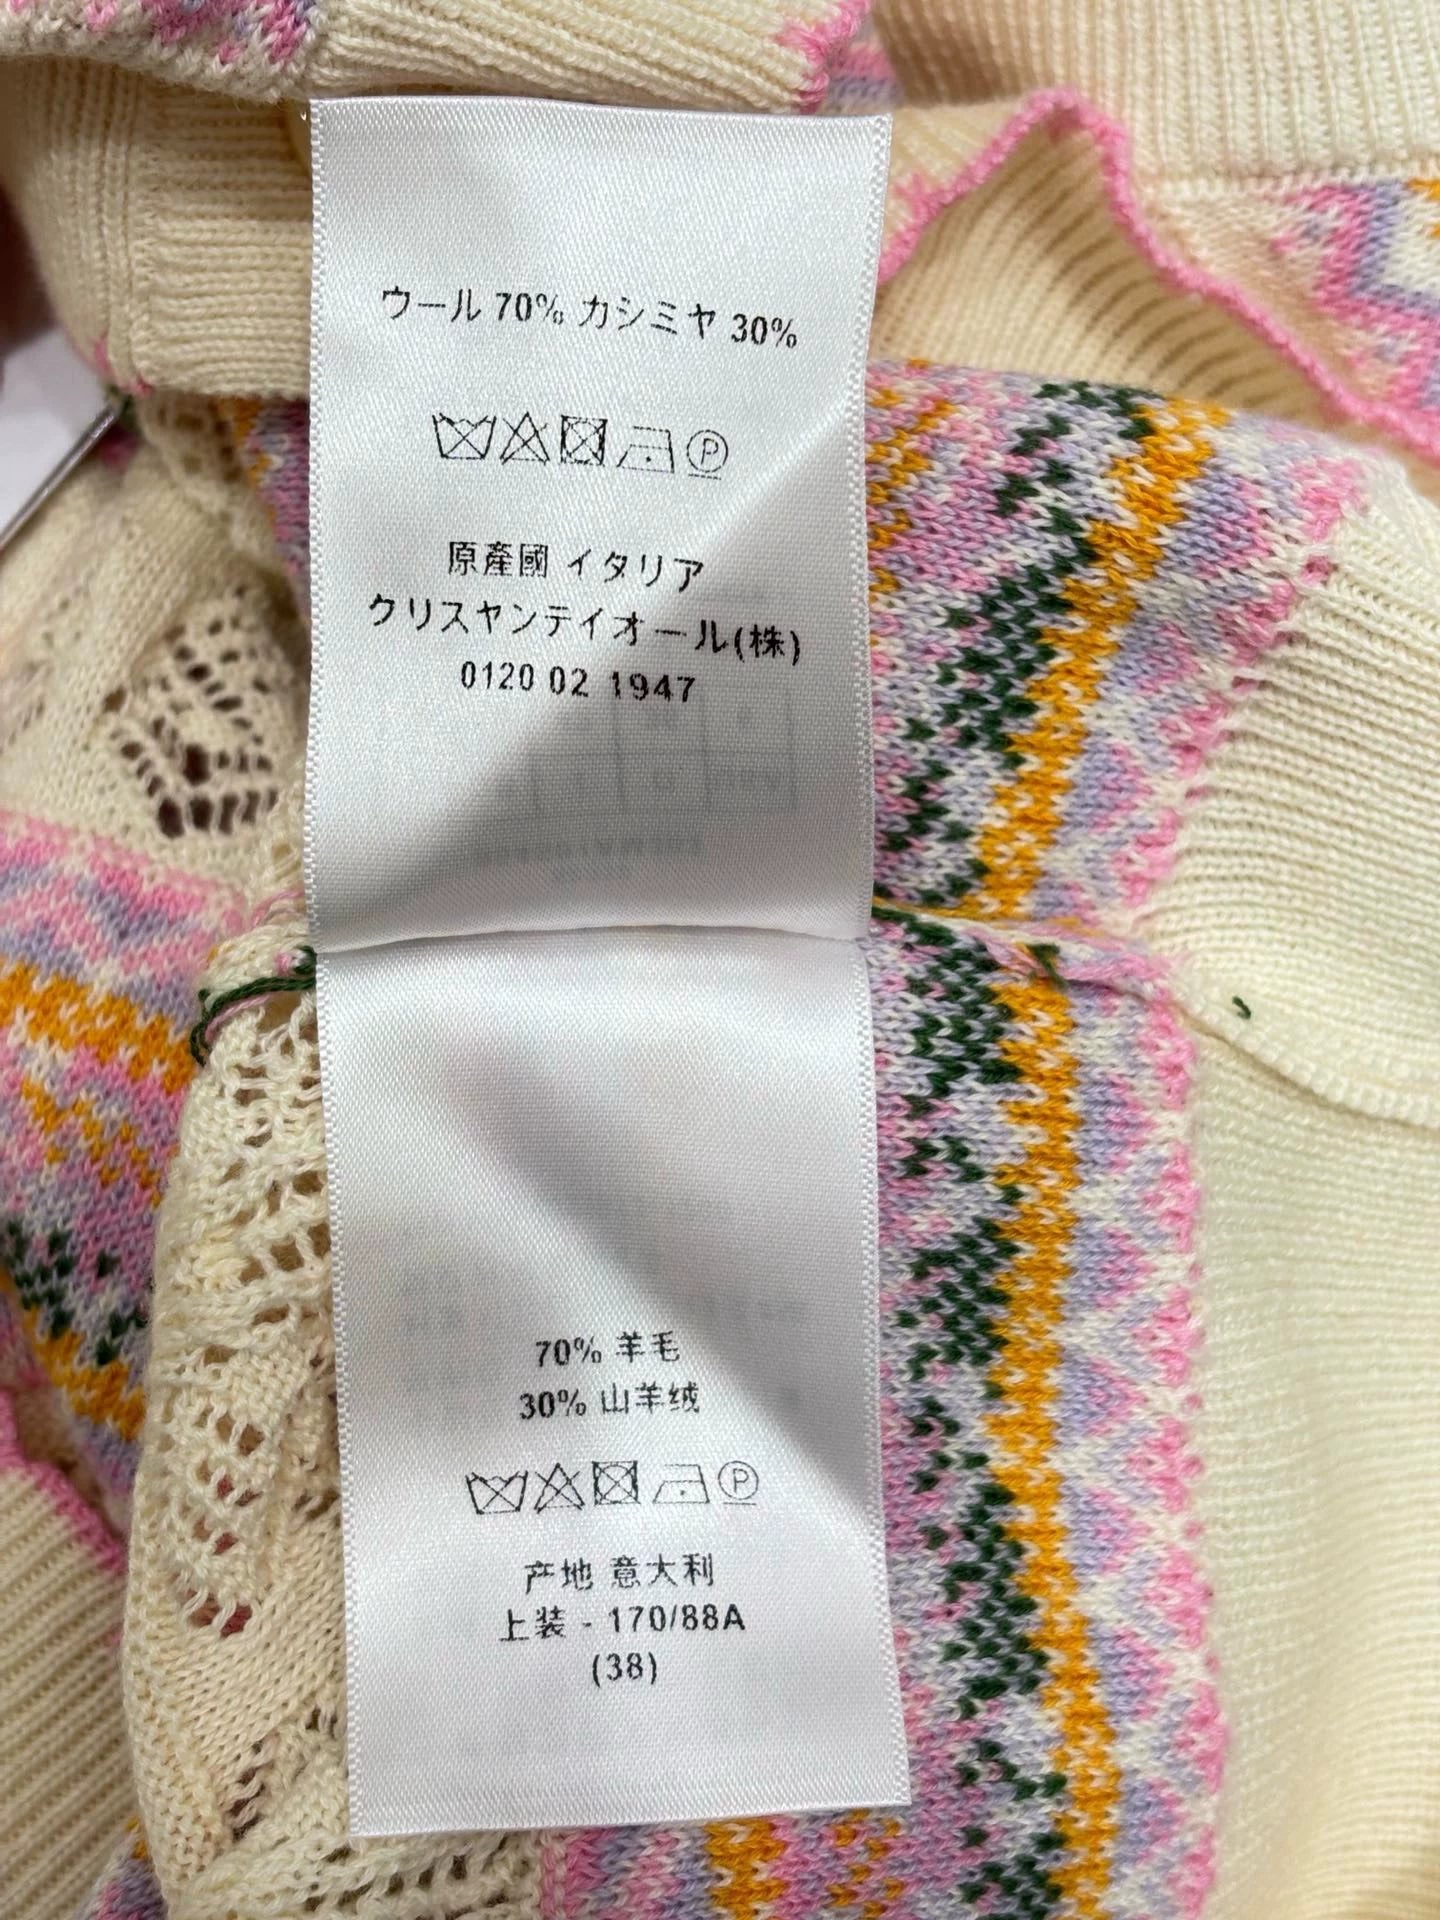 ウール 70% カシミヤ 30%
P
原產國 イタリア
クリスヤンテイオール(株)
0120 02 1947
70% 羊毛
30% 山羊绒
P
产地 意大利
上装 - 170/88A
(38)